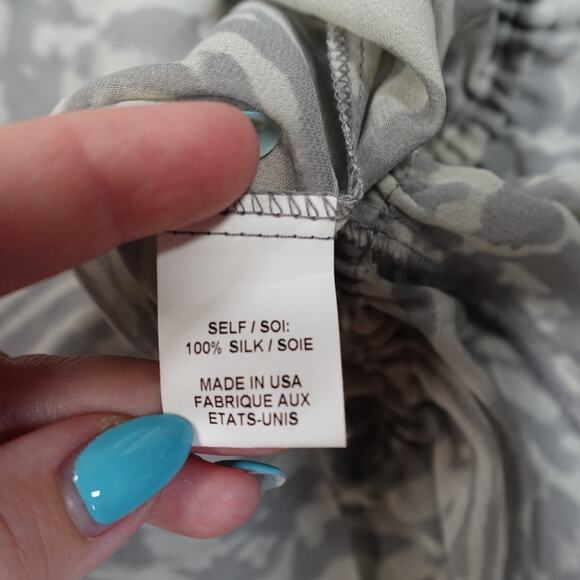 SELF / SOI:
100% SILK / SOIE
MADE IN USA
FABRIQUE AUX
ETATS-UNIS